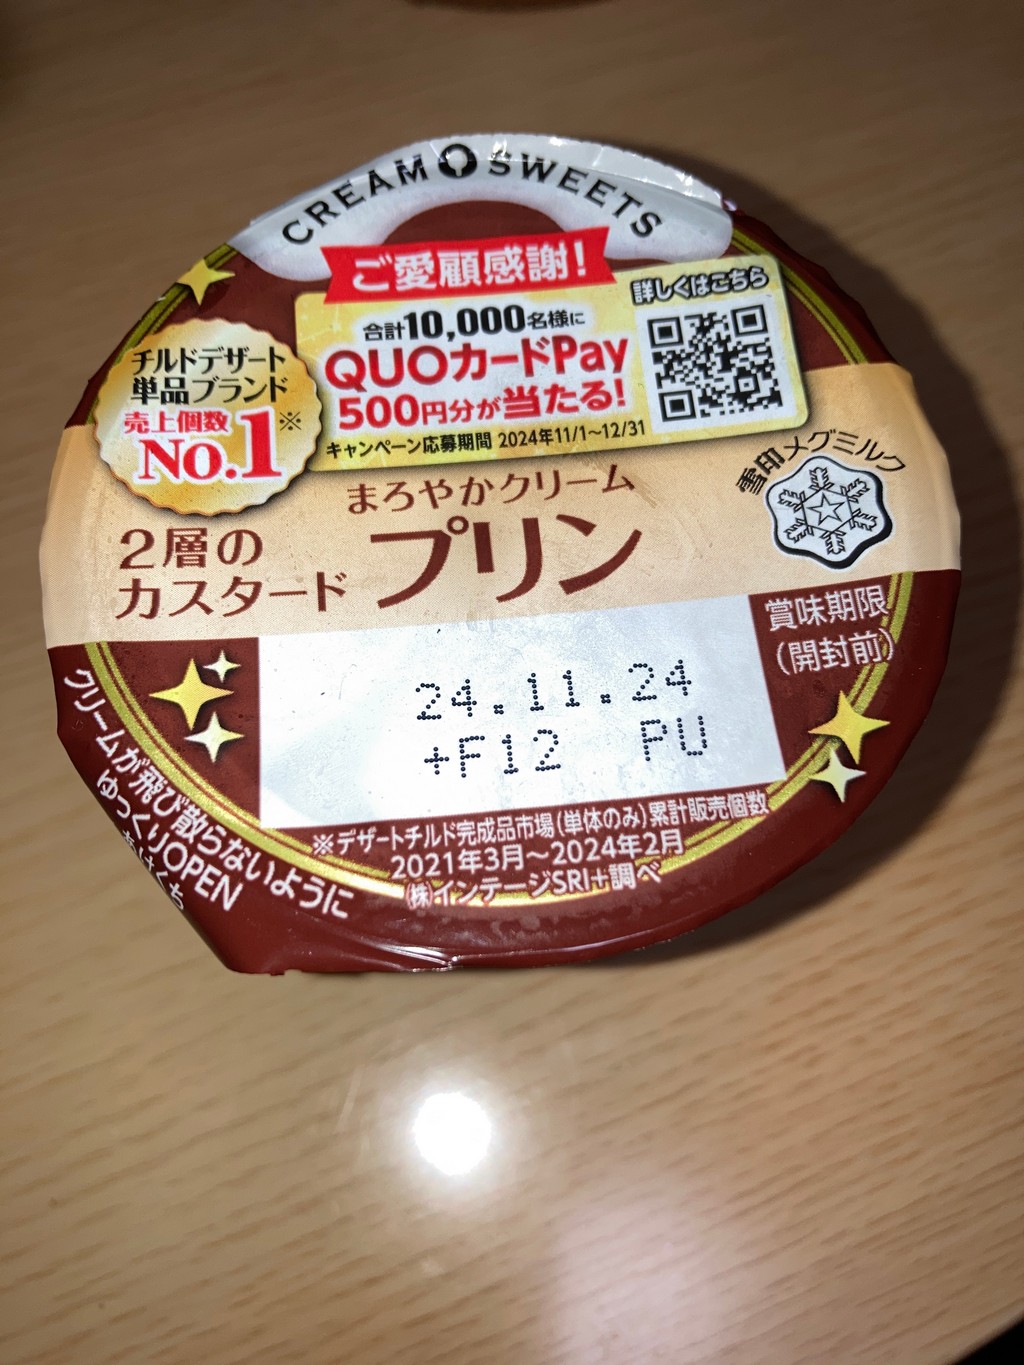 CREAM SWEETS
ご愛顧感謝!
合計10,000名様に
QUOカードPay
500円分が当たる!
キャンペーン応募期間 2024年11/1~12/31
詳しくはこちら
チルドデザート
単品ブランド
売上個数
No.1※
雪印メグミルク
まろやかクリーム
2層の
カスタード
プリン
賞味期限
(開封前)
24.11.24
+F12 PU
※デザートチルド完成品市場(単体のみ)累計販売個数
2021年3月~2024年2月
㈱インテージSRI+調べ
クリームが飛び散らないように
ゆっくりOPEN
あけくち